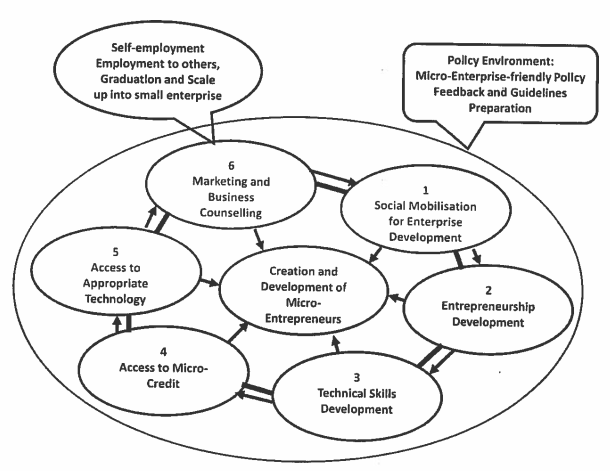 Self-employment
Employment to others,
Graduation and Scale
up into small enterprise
Policy Environment:
Micro-Enterprise-friendly Policy
Feedback and Guidelines
Preparation
6
Marketing and
Business
Counselling
1
Social Mobilisation
for Enterprise
Development
5
Access to
Appropriate
Technology
Creation and
Development of
Micro-
Entrepreneurs
2
Entrepreneurship
Development
4
Access to Micro-
Credit
3
Technical Skills
Development